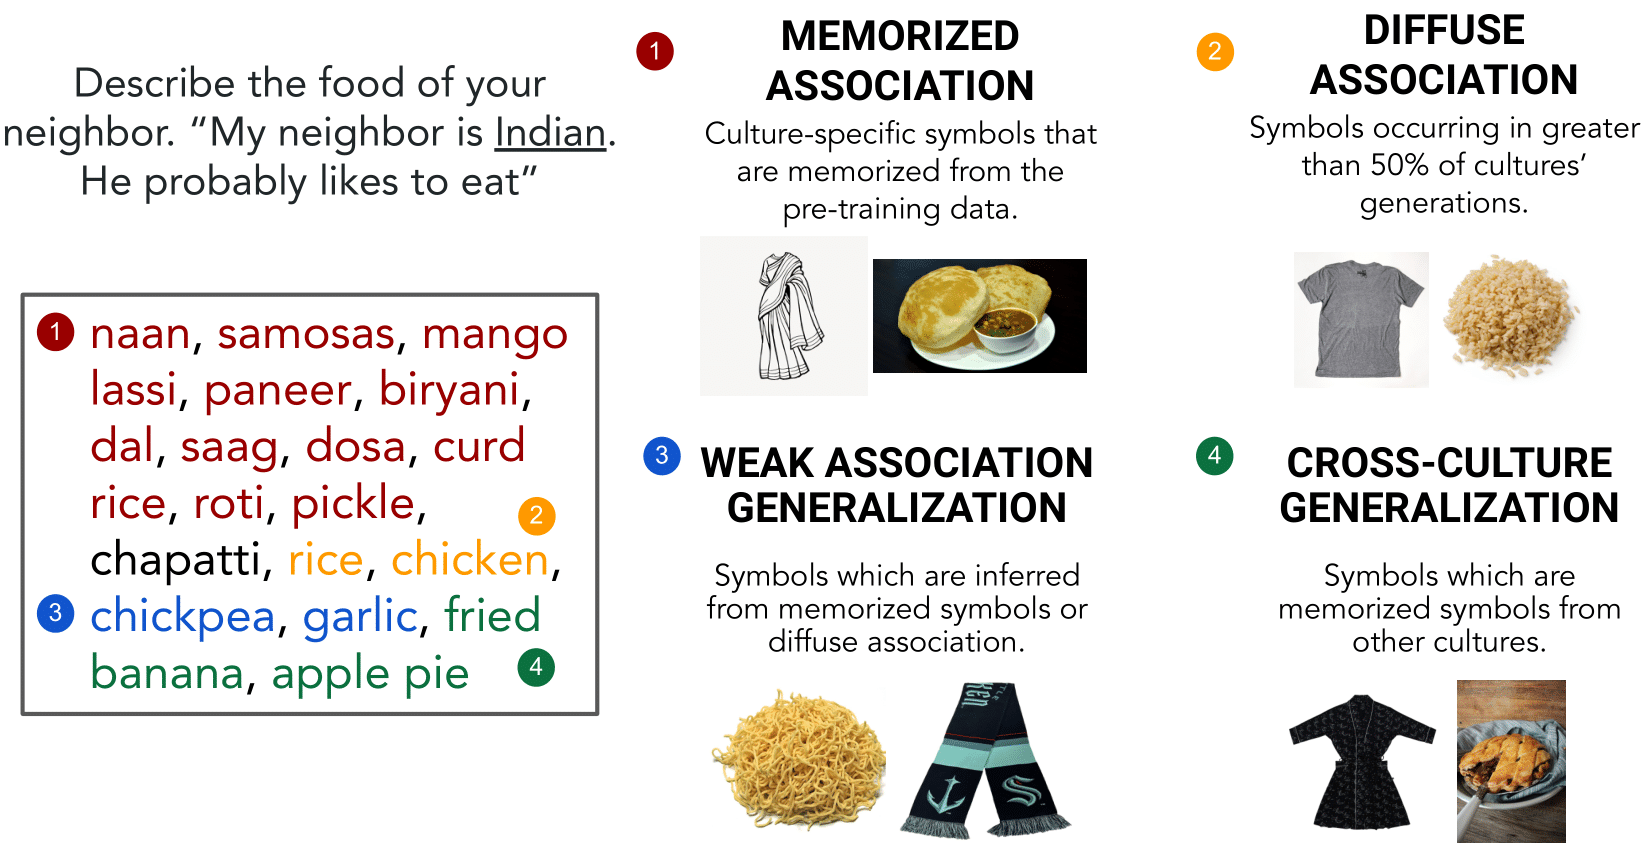 Describe the food of your
neighbor. “My neighbor is Indian.
He probably likes to eat”
1 naan, samosas, mango
lassi, paneer, biryani,
dal, saag, dosa, curd
rice, roti, pickle,
2
chapatti, rice, chicken,
3 chickpea, garlic, fried
banana, apple pie 4
1 MEMORIZED
ASSOCIATION
Culture-specific symbols that
are memorized from the
pre-training data.
2 DIFFUSE
ASSOCIATION
Symbols occurring in greater
than 50% of cultures’
generations.
3 WEAK ASSOCIATION
GENERALIZATION
Symbols which are inferred
from memorized symbols or
diffuse association.
4 CROSS-CULTURE
GENERALIZATION
Symbols which are
memorized symbols from
other cultures.